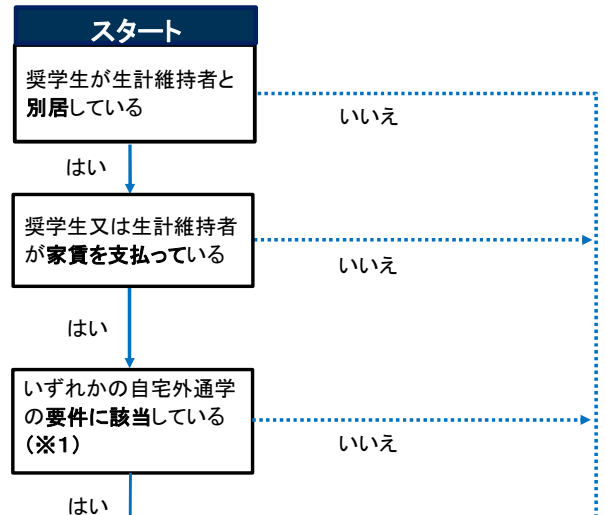 スタート
奨学生が生計維持者と
別居している
いいえ
はい
奨学生又は生計維持者
が家賃を支払っている
いいえ
はい
いずれかの自宅外通学
の要件に該当している
（※1）
いいえ
はい